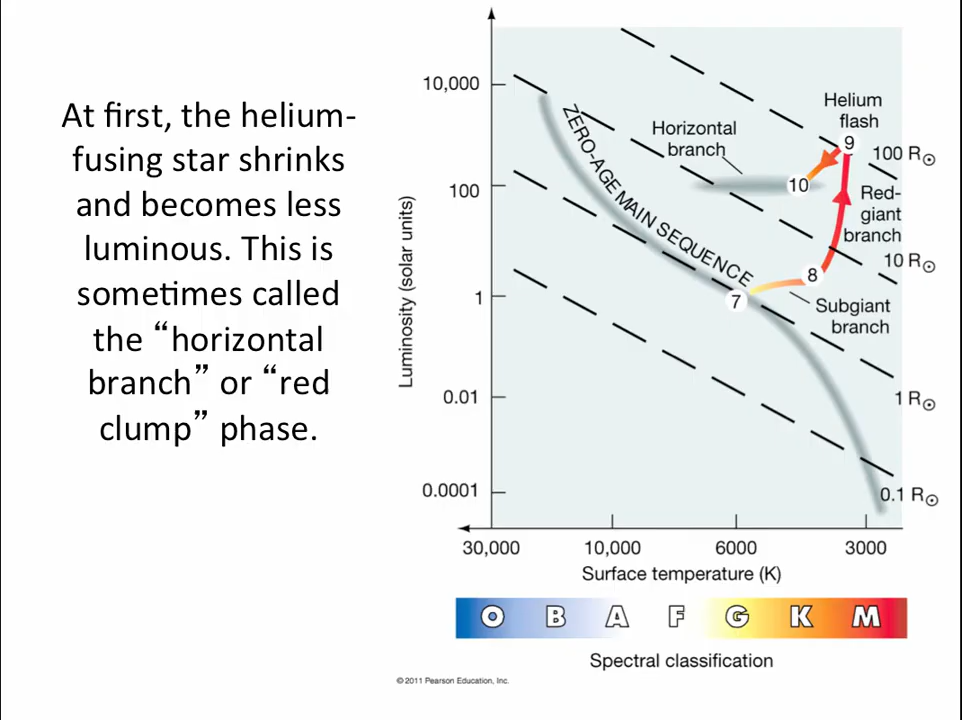 At first, the helium-
fusing star shrinks
and becomes less
luminous. This is
sometimes called
the “horizontal
branch” or “red
clump” phase.
Luminosity (solar units)
10,000
100
1
0.01
0.0001
Helium
flash
Horizontal
branch
ZERO-AGE MAIN SEQUENCE
9
10
8
7
100 R☉
Red-
giant
branch
10 R☉
Subgiant
branch
1 R☉
0.1 R☉
30,000 10,000 6000 3000
Surface temperature (K)
O B A F G K M
Spectral classification
© 2011 Pearson Education, Inc.